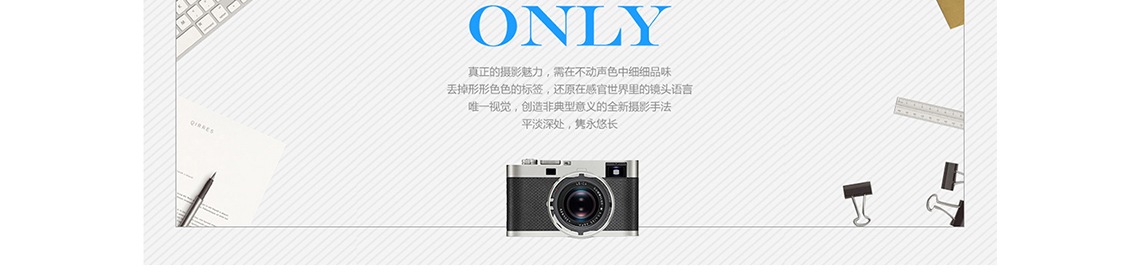 ONLY
真正的摄影魅力，需在不动声色中细细品味
丢掉形形色色的标签，还原在感官世界里的镜头语言
唯一视觉，创造非典型意义的全新摄影手法
平淡深处，隽永悠长